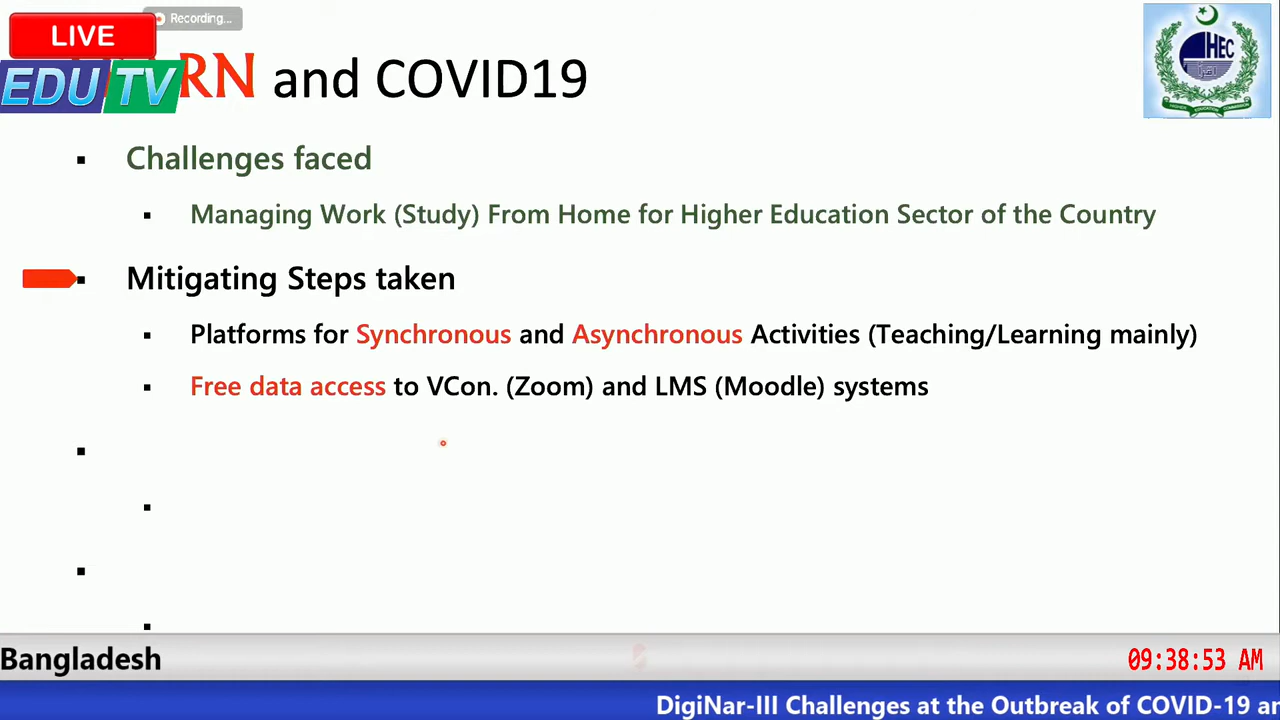 Recording...
LIVE
EDU TV
RN and COVID19
HEC
▪ Challenges faced
▪ Managing Work (Study) From Home for Higher Education Sector of the Country
▪ Mitigating Steps taken
▪ Platforms for Synchronous and Asynchronous Activities (Teaching/Learning mainly)
▪ Free data access to VCon. (Zoom) and LMS (Moodle) systems
Bangladesh
09:38:53 AM
DigiNar-III Challenges at the Outbreak of COVID-19 an